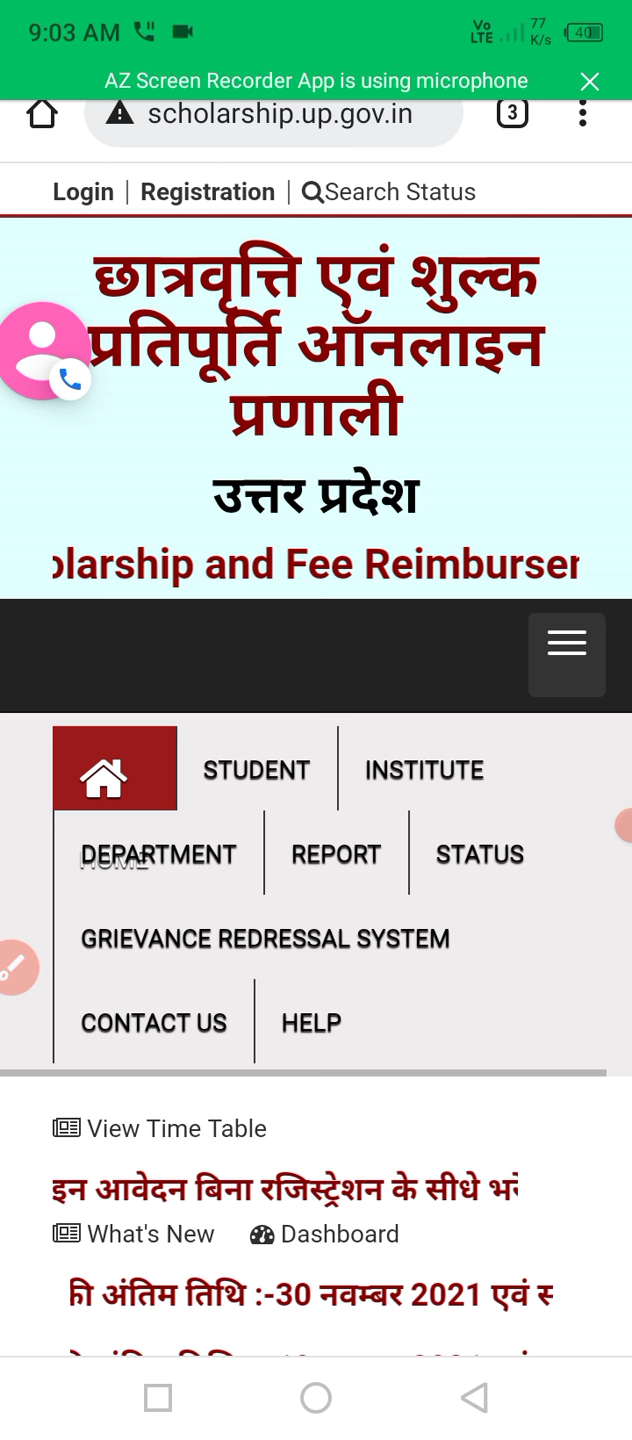 9:03 AM
Vo LTE 77 K/s 40
AZ Screen Recorder App is using microphone
scholarship.up.gov.in 3
Login | Registration | Search Status
छात्रवृत्ति एवं शुल्क
प्रतिपूर्ति ऑनलाइन
प्रणाली
उत्तर प्रदेश
olarship and Fee Reimburser
STUDENT INSTITUTE
HOME
DEPARTMENT REPORT STATUS
GRIEVANCE REDRESSAL SYSTEM
CONTACT US HELP
View Time Table
इन आवेदन बिना रजिस्ट्रेशन के सीधे
What's New Dashboard
की अंतिम तिथि :-30 नवम्बर 2021 एवं